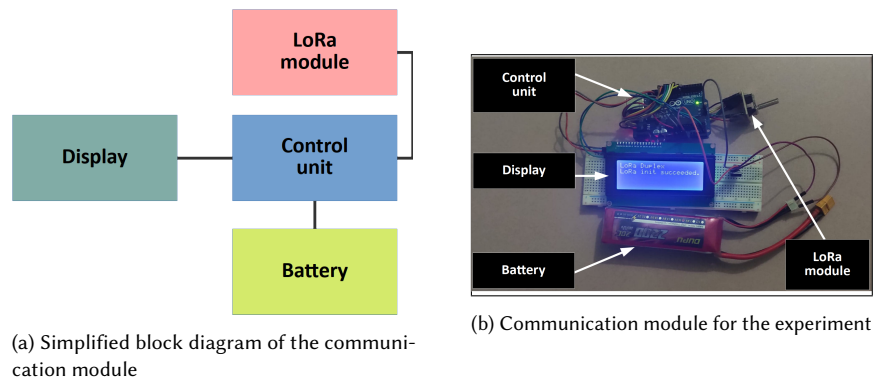 LoRa
module
Display
Control
unit
Battery
(a) Simplified block diagram of the communi-
cation module
Control
unit
Display
Battery
LoRa
module
LoRa Duplex
LoRa init succeeded.
2200
(b) Communication module for the experiment